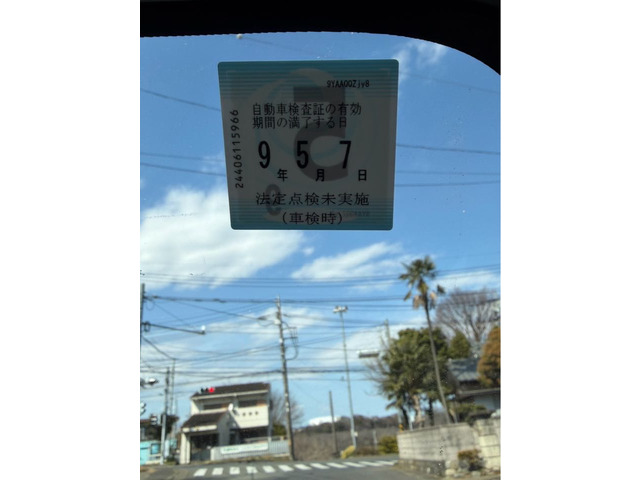 9YAA00Zjy8
自動車検査証の有効
期間の満了する日
9 5 7
年 月 日
法定点検未実施
(車検時)
24406115966